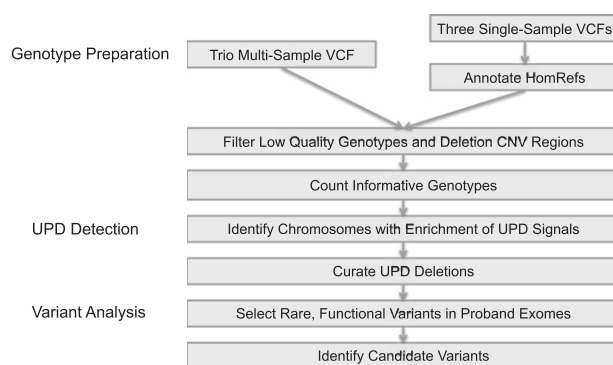 Three Single-Sample VCFs
Genotype Preparation
Trio Multi-Sample VCF
Annotate HomRefs
Filter Low Quality Genotypes and Deletion CNV Regions
Count Informative Genotypes
UPD Detection
Identify Chromosomes with Enrichment of UPD Signals
Curate UPD Deletions
Variant Analysis
Select Rare, Functional Variants in Proband Exomes
Identify Candidate Variants